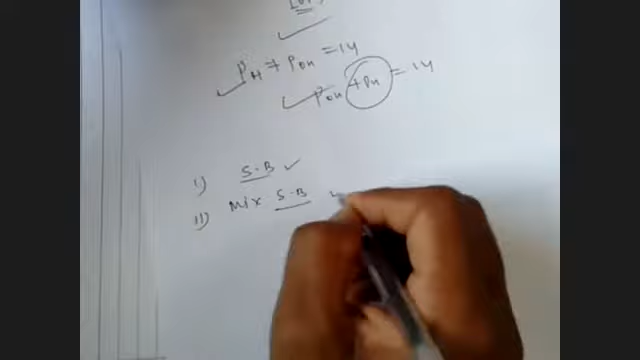 PH + POH = 14
POH + PH = 14
i) S.B
ii) Mix S.B